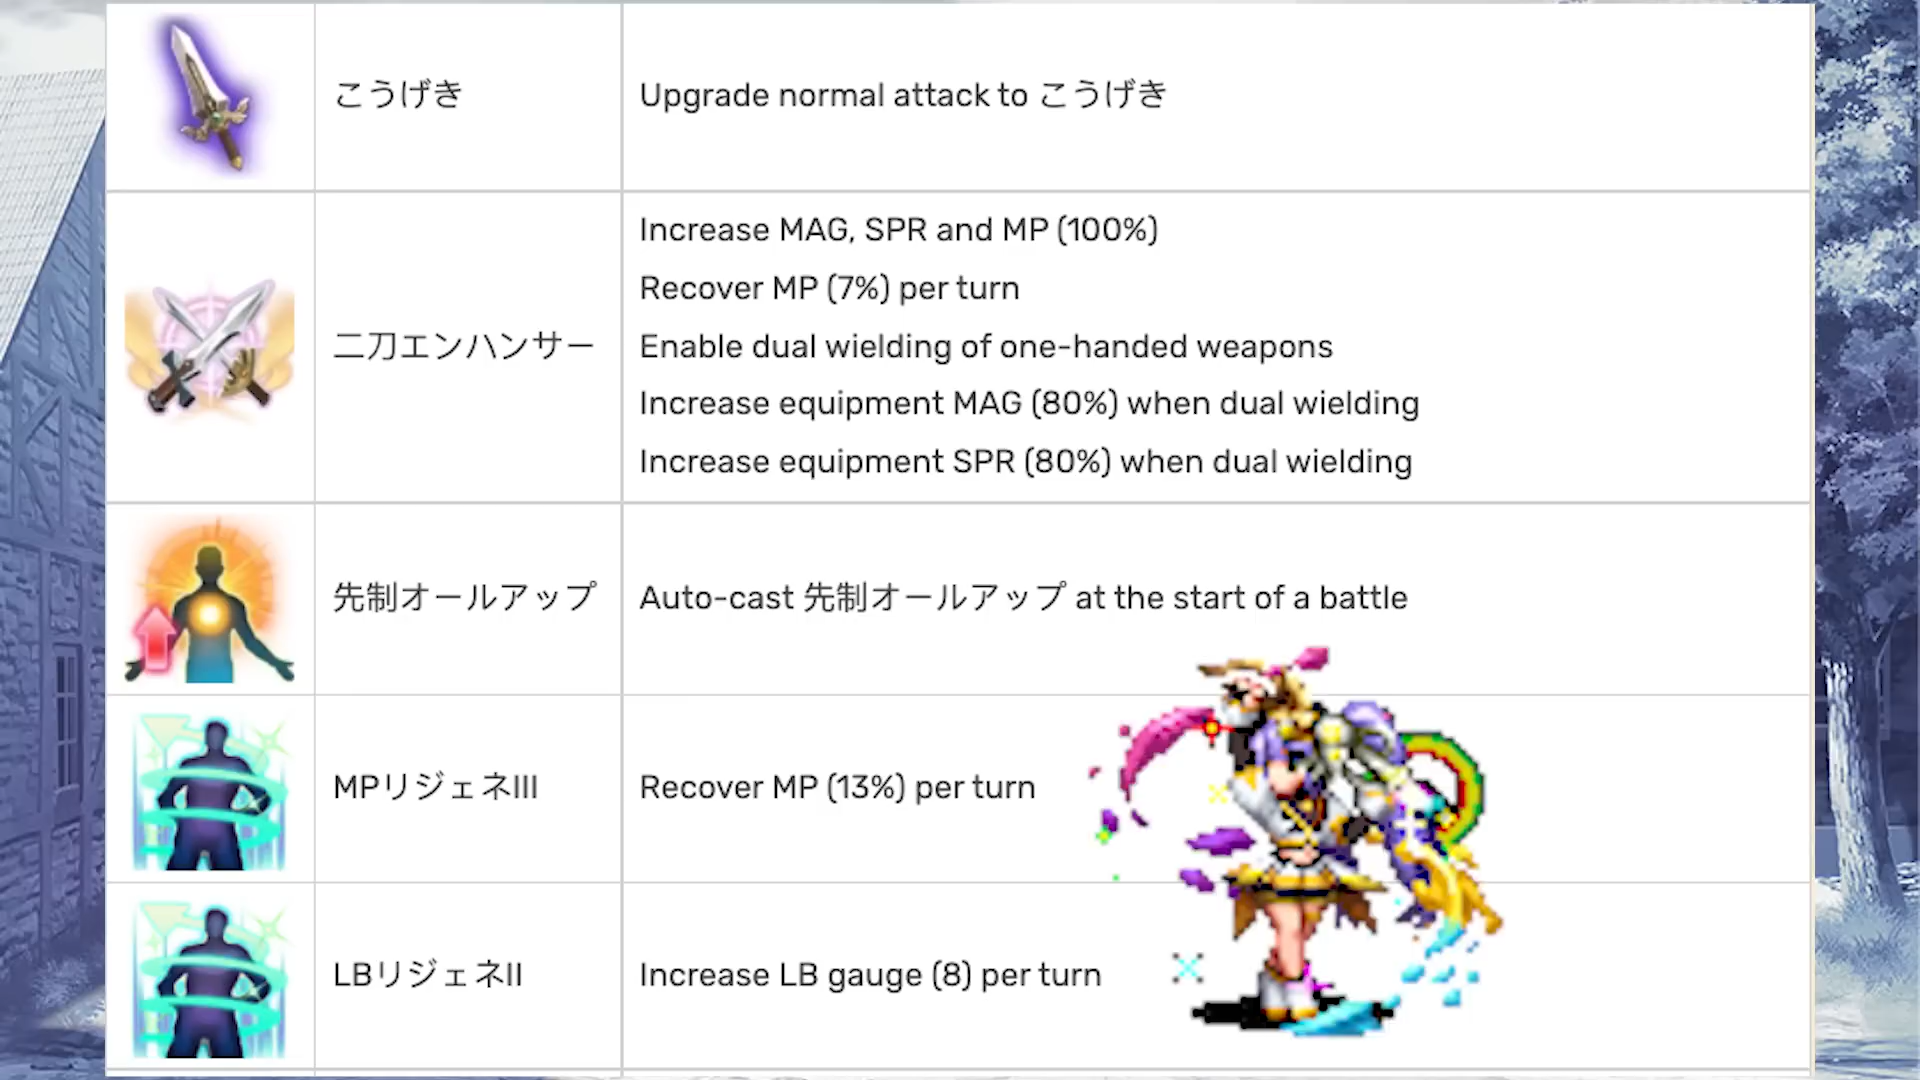 こうげき
Upgrade normal attack to こうげき
二刀エンハンサー
Increase MAG, SPR and MP (100%)
Recover MP (7%) per turn
Enable dual wielding of one-handed weapons
Increase equipment MAG (80%) when dual wielding
Increase equipment SPR (80%) when dual wielding
先制オールアップ
Auto-cast 先制オールアップ at the start of a battle
MPリジェネIII
Recover MP (13%) per turn
LBリジェネII
Increase LB gauge (8) per turn